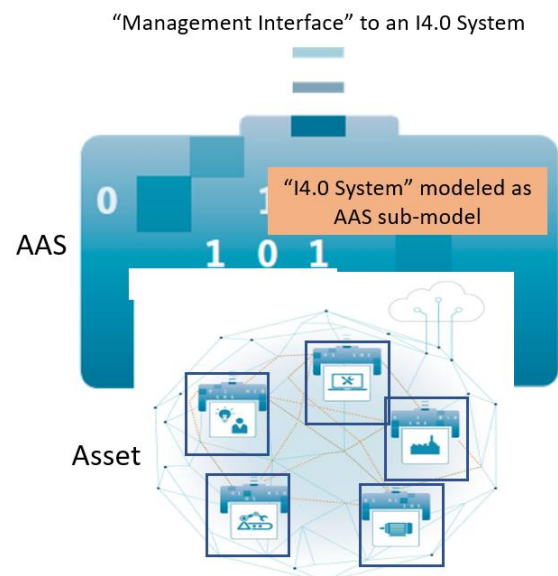 “Management Interface” to an I4.0 System
“I4.0 System” modeled as
AAS sub-model
0 1
AAS
1 0 1
Asset